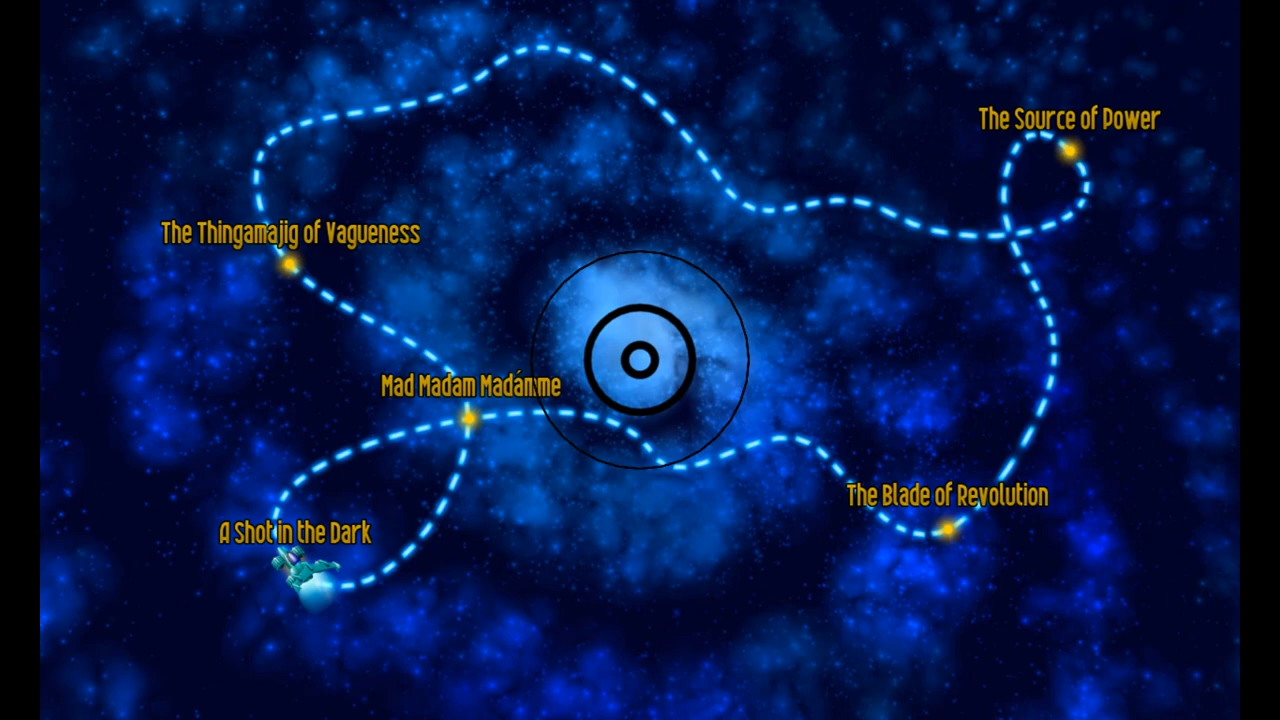 The Source of Power
The Thingamajig of Vagueness
Mad Madam Madámme
The Blade of Revolution
A Shot in the Dark